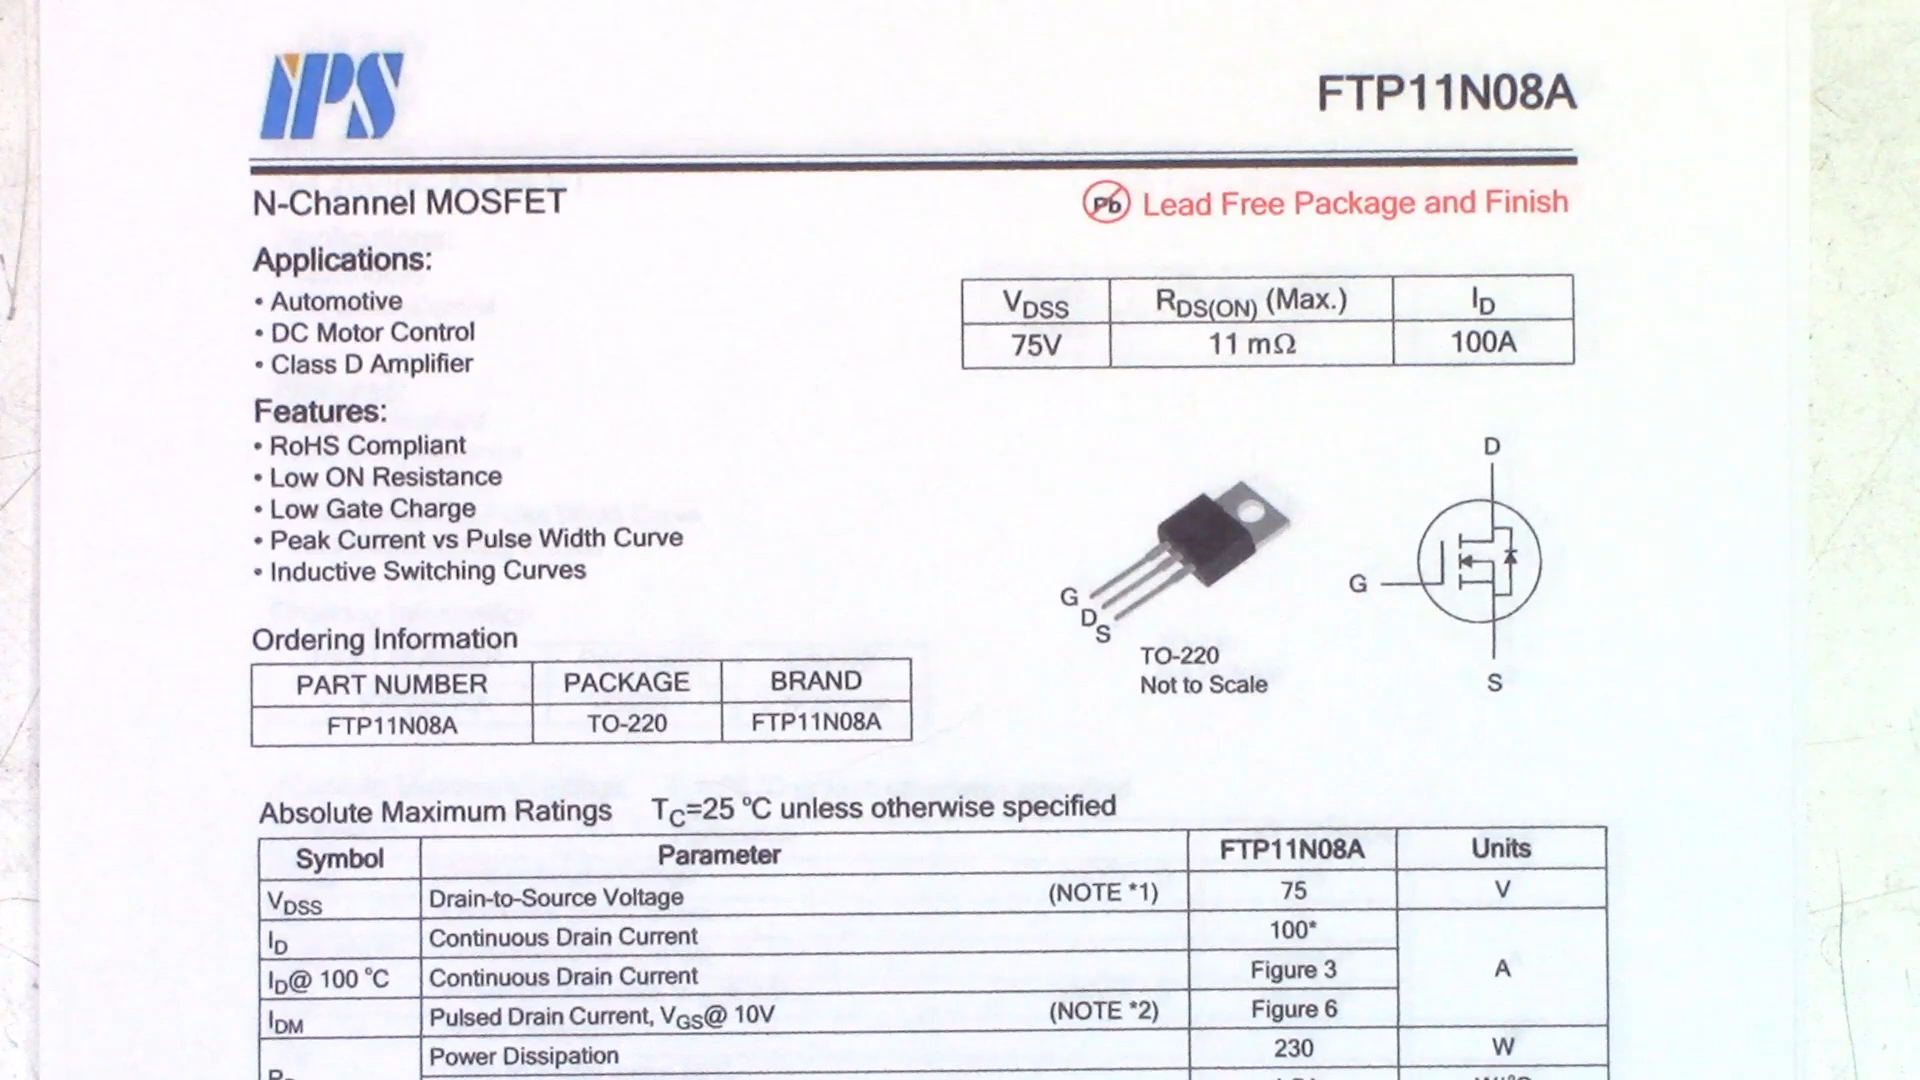 IPS
FTP11N08A
N-Channel MOSFET
Pb Lead Free Package and Finish
Applications:
• Automotive
• DC Motor Control
• Class D Amplifier
VDSS RDS(ON) (Max.) ID
75V 11 mΩ 100A
Features:
• RoHS Compliant
• Low ON Resistance
• Low Gate Charge
• Peak Current vs Pulse Width Curve
• Inductive Switching Curves
D
G
S
G
D
S
TO-220
Not to Scale
Ordering Information
PART NUMBER PACKAGE BRAND
FTP11N08A TO-220 FTP11N08A
Absolute Maximum Ratings TC=25 °C unless otherwise specified
Symbol Parameter FTP11N08A Units
VDSS Drain-to-Source Voltage (NOTE *1) 75 V
ID Continuous Drain Current 100*
ID@ 100 °C Continuous Drain Current Figure 3 A
IDM Pulsed Drain Current, VGS@ 10V (NOTE *2) Figure 6
Power Dissipation 230 W